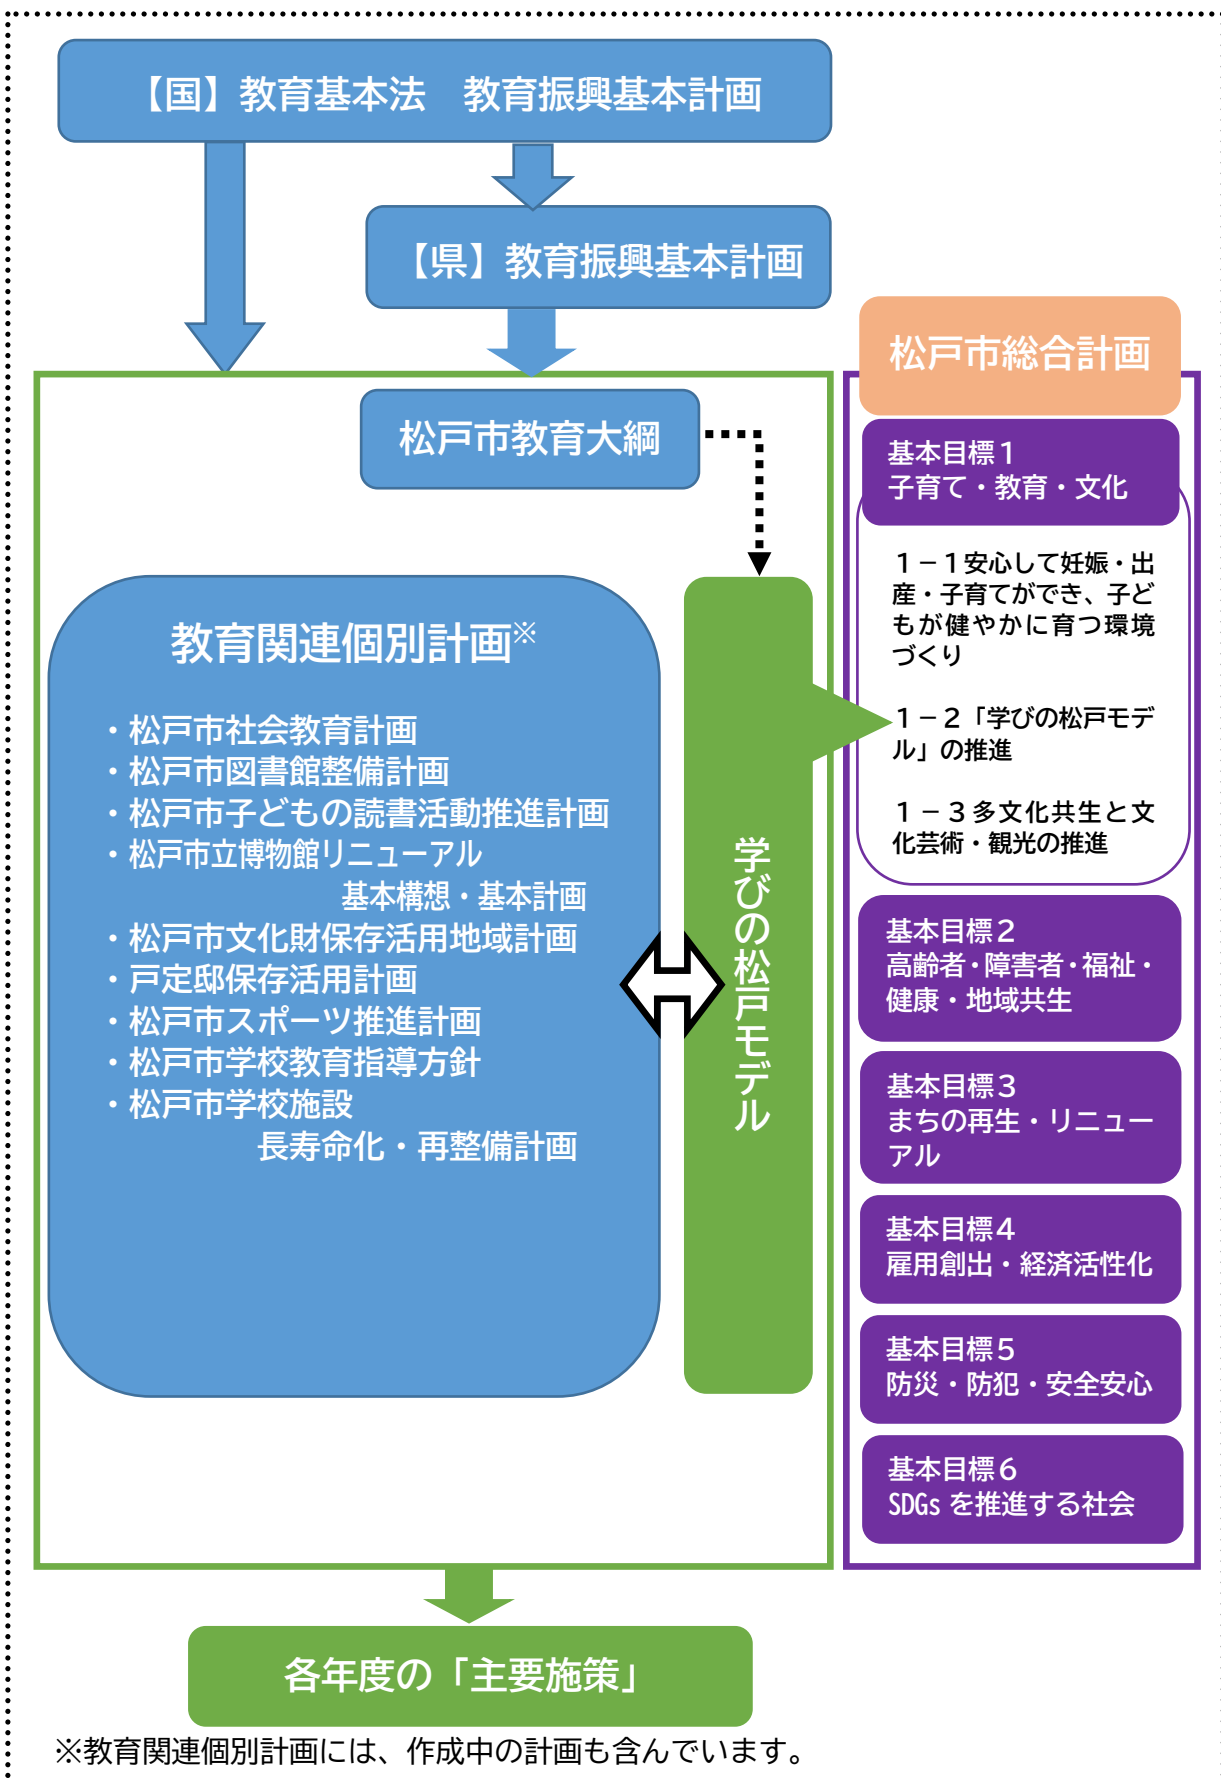 【国】教育基本法　教育振興基本計画
【県】教育振興基本計画
松戸市教育大綱
教育関連個別計画※
・松戸市社会教育計画
・松戸市図書館整備計画
・松戸市子どもの読書活動推進計画
・松戸市立博物館リニューアル
基本構想・基本計画
・松戸市文化財保存活用地域計画
・戸定邸保存活用計画
・松戸市スポーツ推進計画
・松戸市学校教育指導方針
・松戸市学校施設
長寿命化・再整備計画
学びの松戸モデル
松戸市総合計画
基本目標１
子育て・教育・文化
１－１安心して妊娠・出
産・子育てができ、子ど
もが健やかに育つ環境
づくり
１－２「学びの松戸モデ
ル」の推進
１－３多文化共生と文
化芸術・観光の推進
基本目標２
高齢者・障害者・福祉・
健康・地域共生
基本目標３
まちの再生・リニュー
アル
基本目標４
雇用創出・経済活性化
基本目標５
防災・防犯・安全安心
基本目標６
SDGs を推進する社会
各年度の「主要施策」
※教育関連個別計画には、作成中の計画も含んでいます。